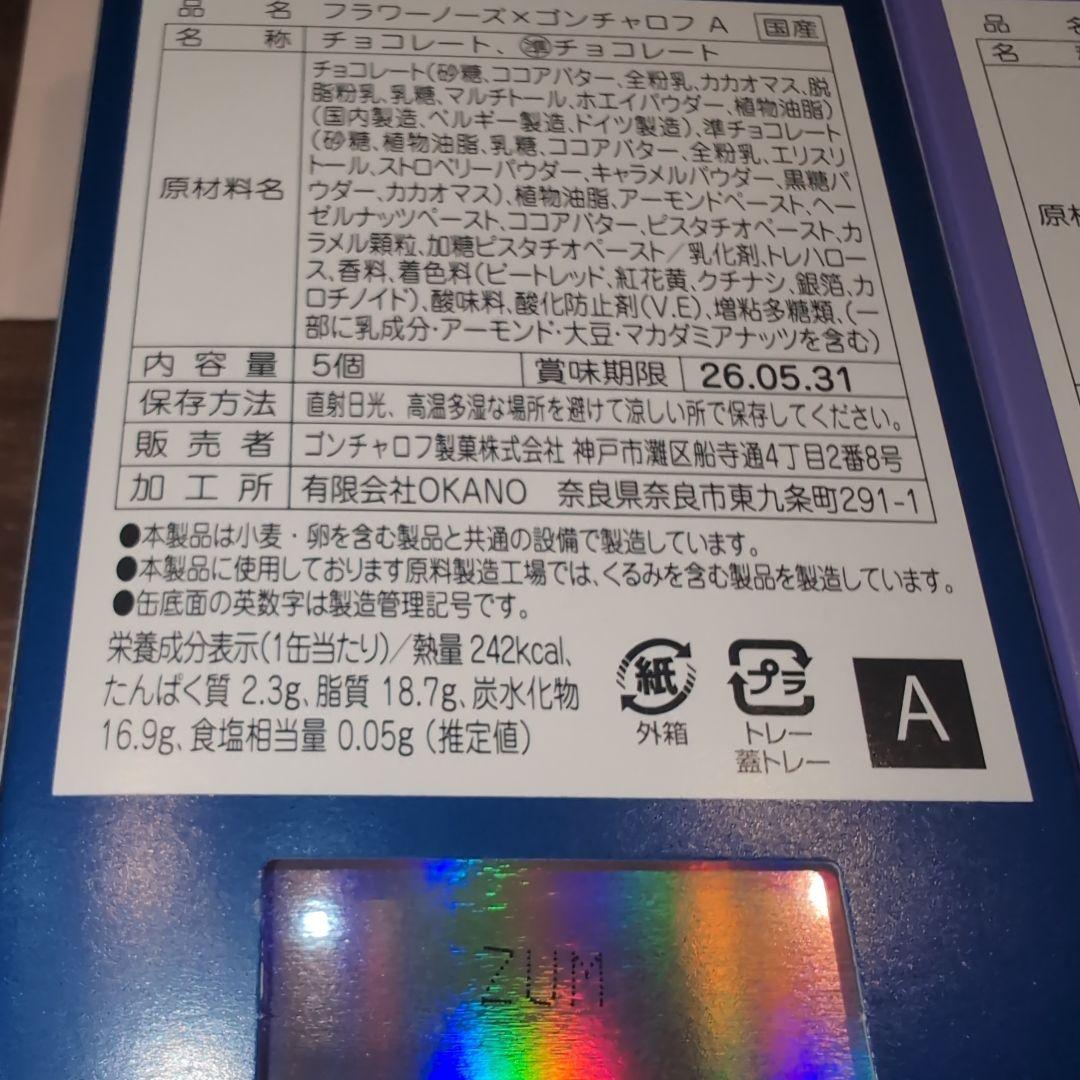 品名 フラワーノーズ×ゴンチャロフ A 国産
名称 チョコレート、準チョコレート
原材料名
チョコレート(砂糖、ココアバター、全粉乳、カカオマス、脱
脂粉乳、乳糖、マルチトール、ホエイパウダー、植物油脂)
(国内製造、ベルギー製造、ドイツ製造)、準チョコレート
(砂糖、植物油脂、乳糖、ココアバター、全粉乳、エリスリ
トール、ストロベリーパウダー、キャラメルパウダー、黒糖パ
ウダー、カカオマス)、植物油脂、アーモンドペースト、ヘー
ゼルナッツペースト、ココアバター、ピスタチオペースト、カ
ラメル顆粒、加糖ピスタチオペースト/乳化剤、トレハロー
ス、香料、着色料(ビートレッド、紅花黄、クチナシ、銀箔、カ
ロチノイド)、酸味料、酸化防止剤(V.E)、増粘多糖類、(一
部に乳成分・アーモンド・大豆・マカダミアナッツを含む)
内容量 5個 賞味期限 26.05.31
保存方法 直射日光、高温多湿な場所を避けて涼しい所で保存してください。
販売者 ゴンチャロフ製菓株式会社 神戸市灘区船寺通4丁目2番8号
加工所 有限会社OKANO 奈良県奈良市東九条町291-1
●本製品は小麦・卵を含む製品と共通の設備で製造しています。
●本製品に使用しております原料製造工場では、くるみを含む製品を製造しています。
●缶底面の英数字は製造管理記号です。
栄養成分表示(1缶当たり)/熱量 242kcal、
たんぱく質 2.3g、脂質 18.7g、炭水化物
16.9g、食塩相当量 0.05g (推定値)
紙
外箱
プラ
トレー
蓋トレー
A
ZUM
品
名
原材